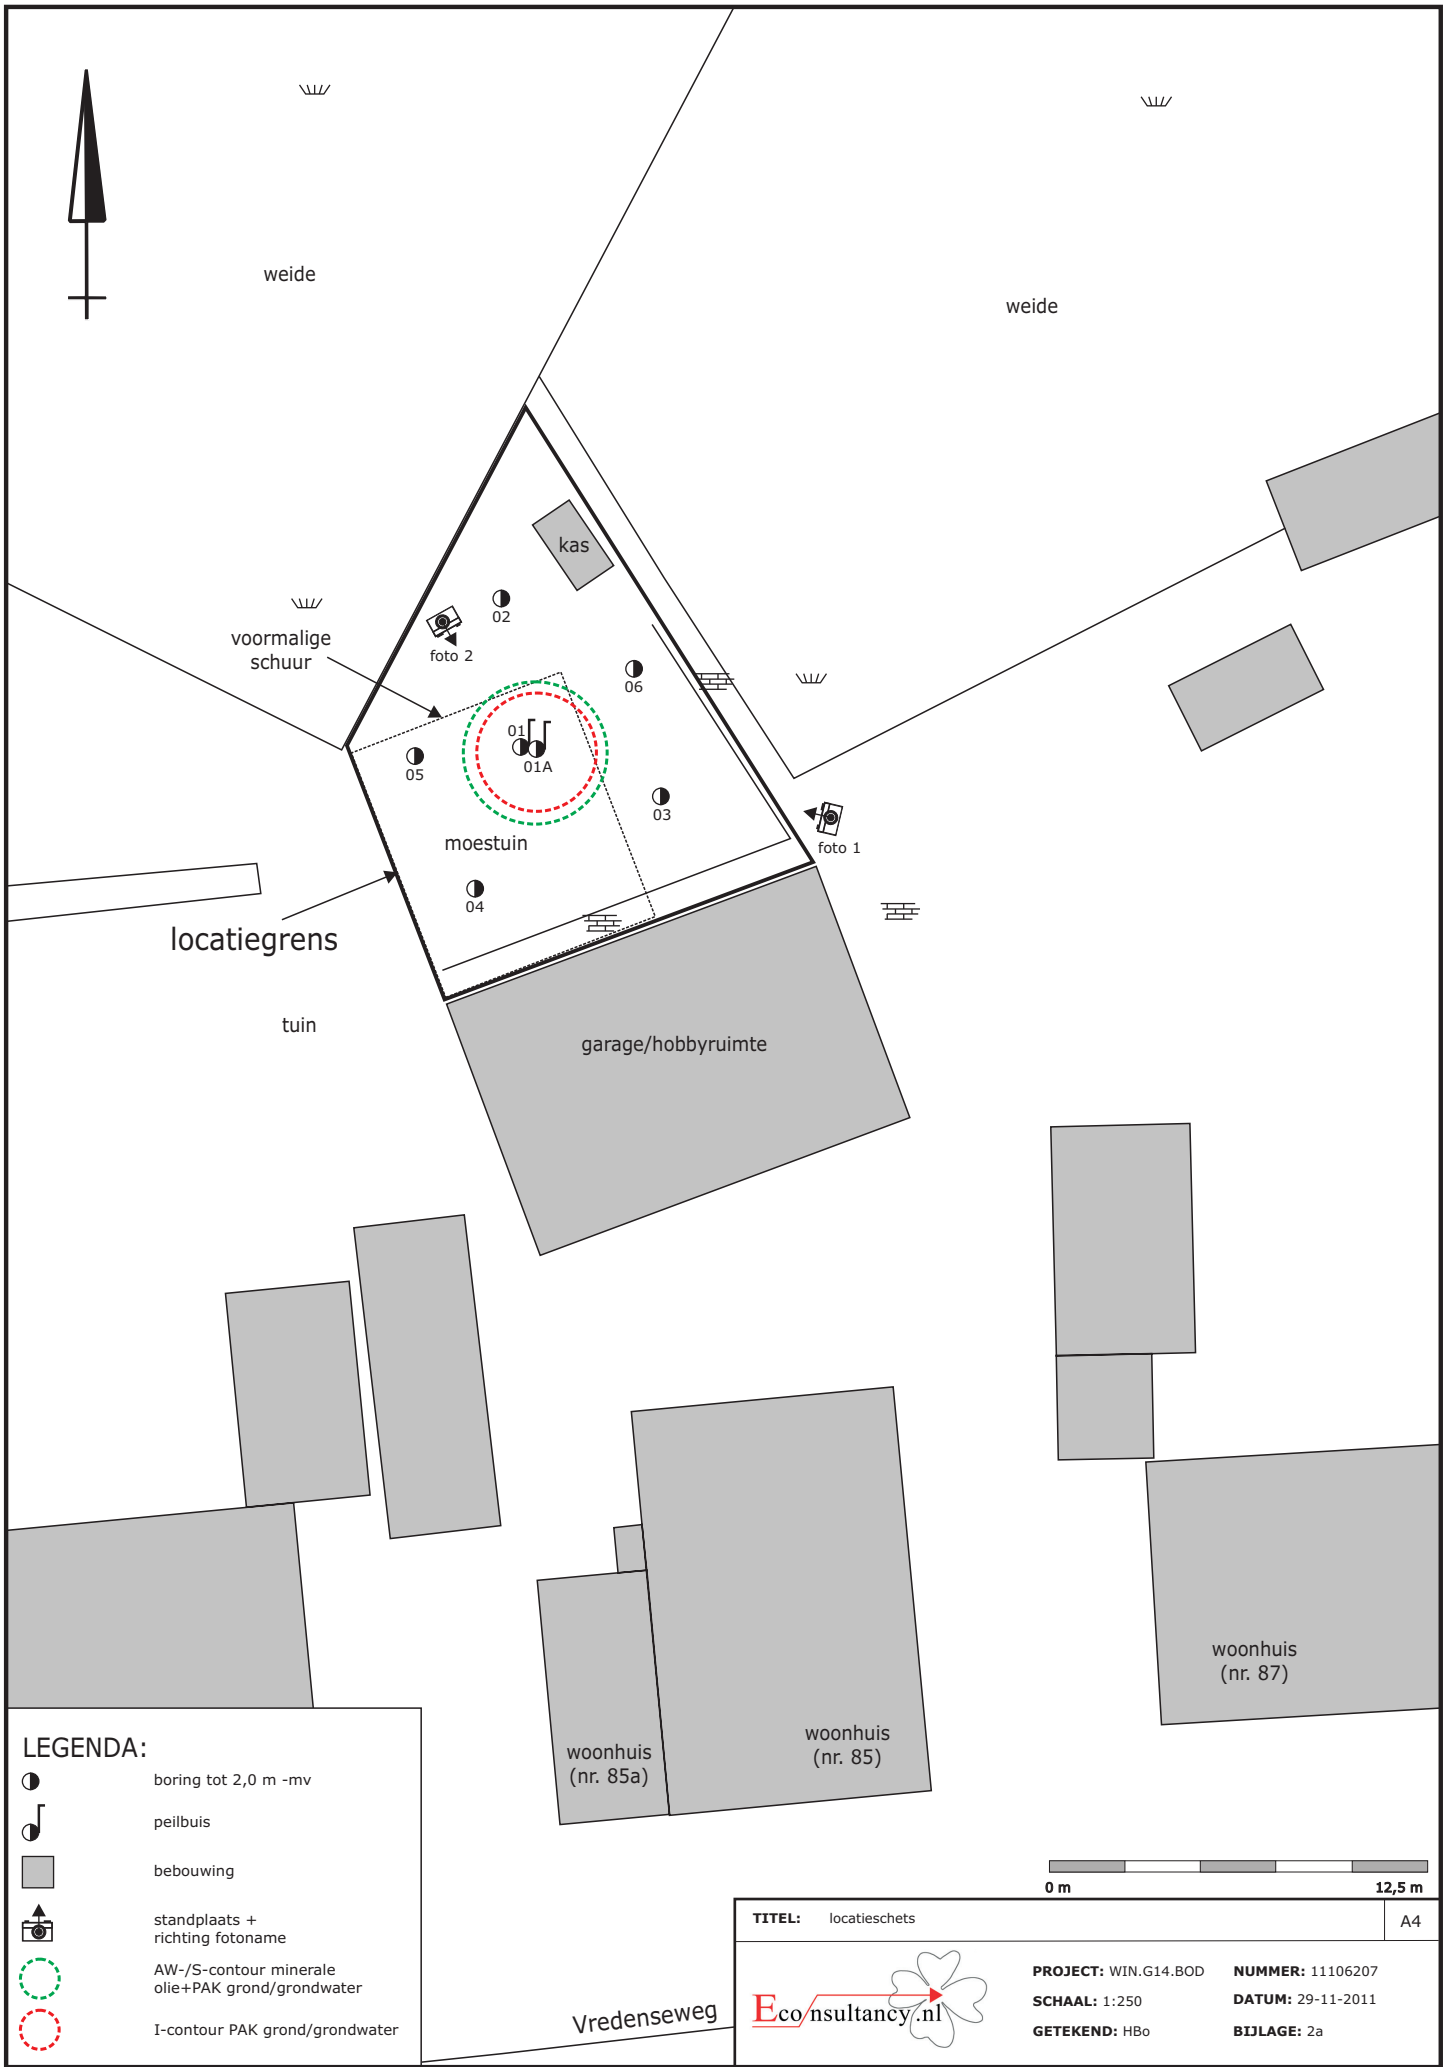 weide
weide
kas
02
voormalige
schuur
foto 2
06
01
01A
05
03
foto 1
moestuin
04
locatiegrens
tuin
garage/hobbyruimte
woonhuis
(nr. 87)
woonhuis
(nr. 85)
woonhuis
(nr. 85a)
LEGENDA:
boring tot 2,0 m -mv
peilbuis
bebouwing
standplaats +
richting fotoname
AW-/S-contour minerale
olie+PAK grond/grondwater
I-contour PAK grond/grondwater
Vredenseweg
0 m 12,5 m
TITEL: locatieschets A4
Econsultancy.nl
PROJECT: WIN.G14.BOD NUMMER: 11106207
SCHAAL: 1:250 DATUM: 29-11-2011
GETEKEND: HBo BIJLAGE: 2a